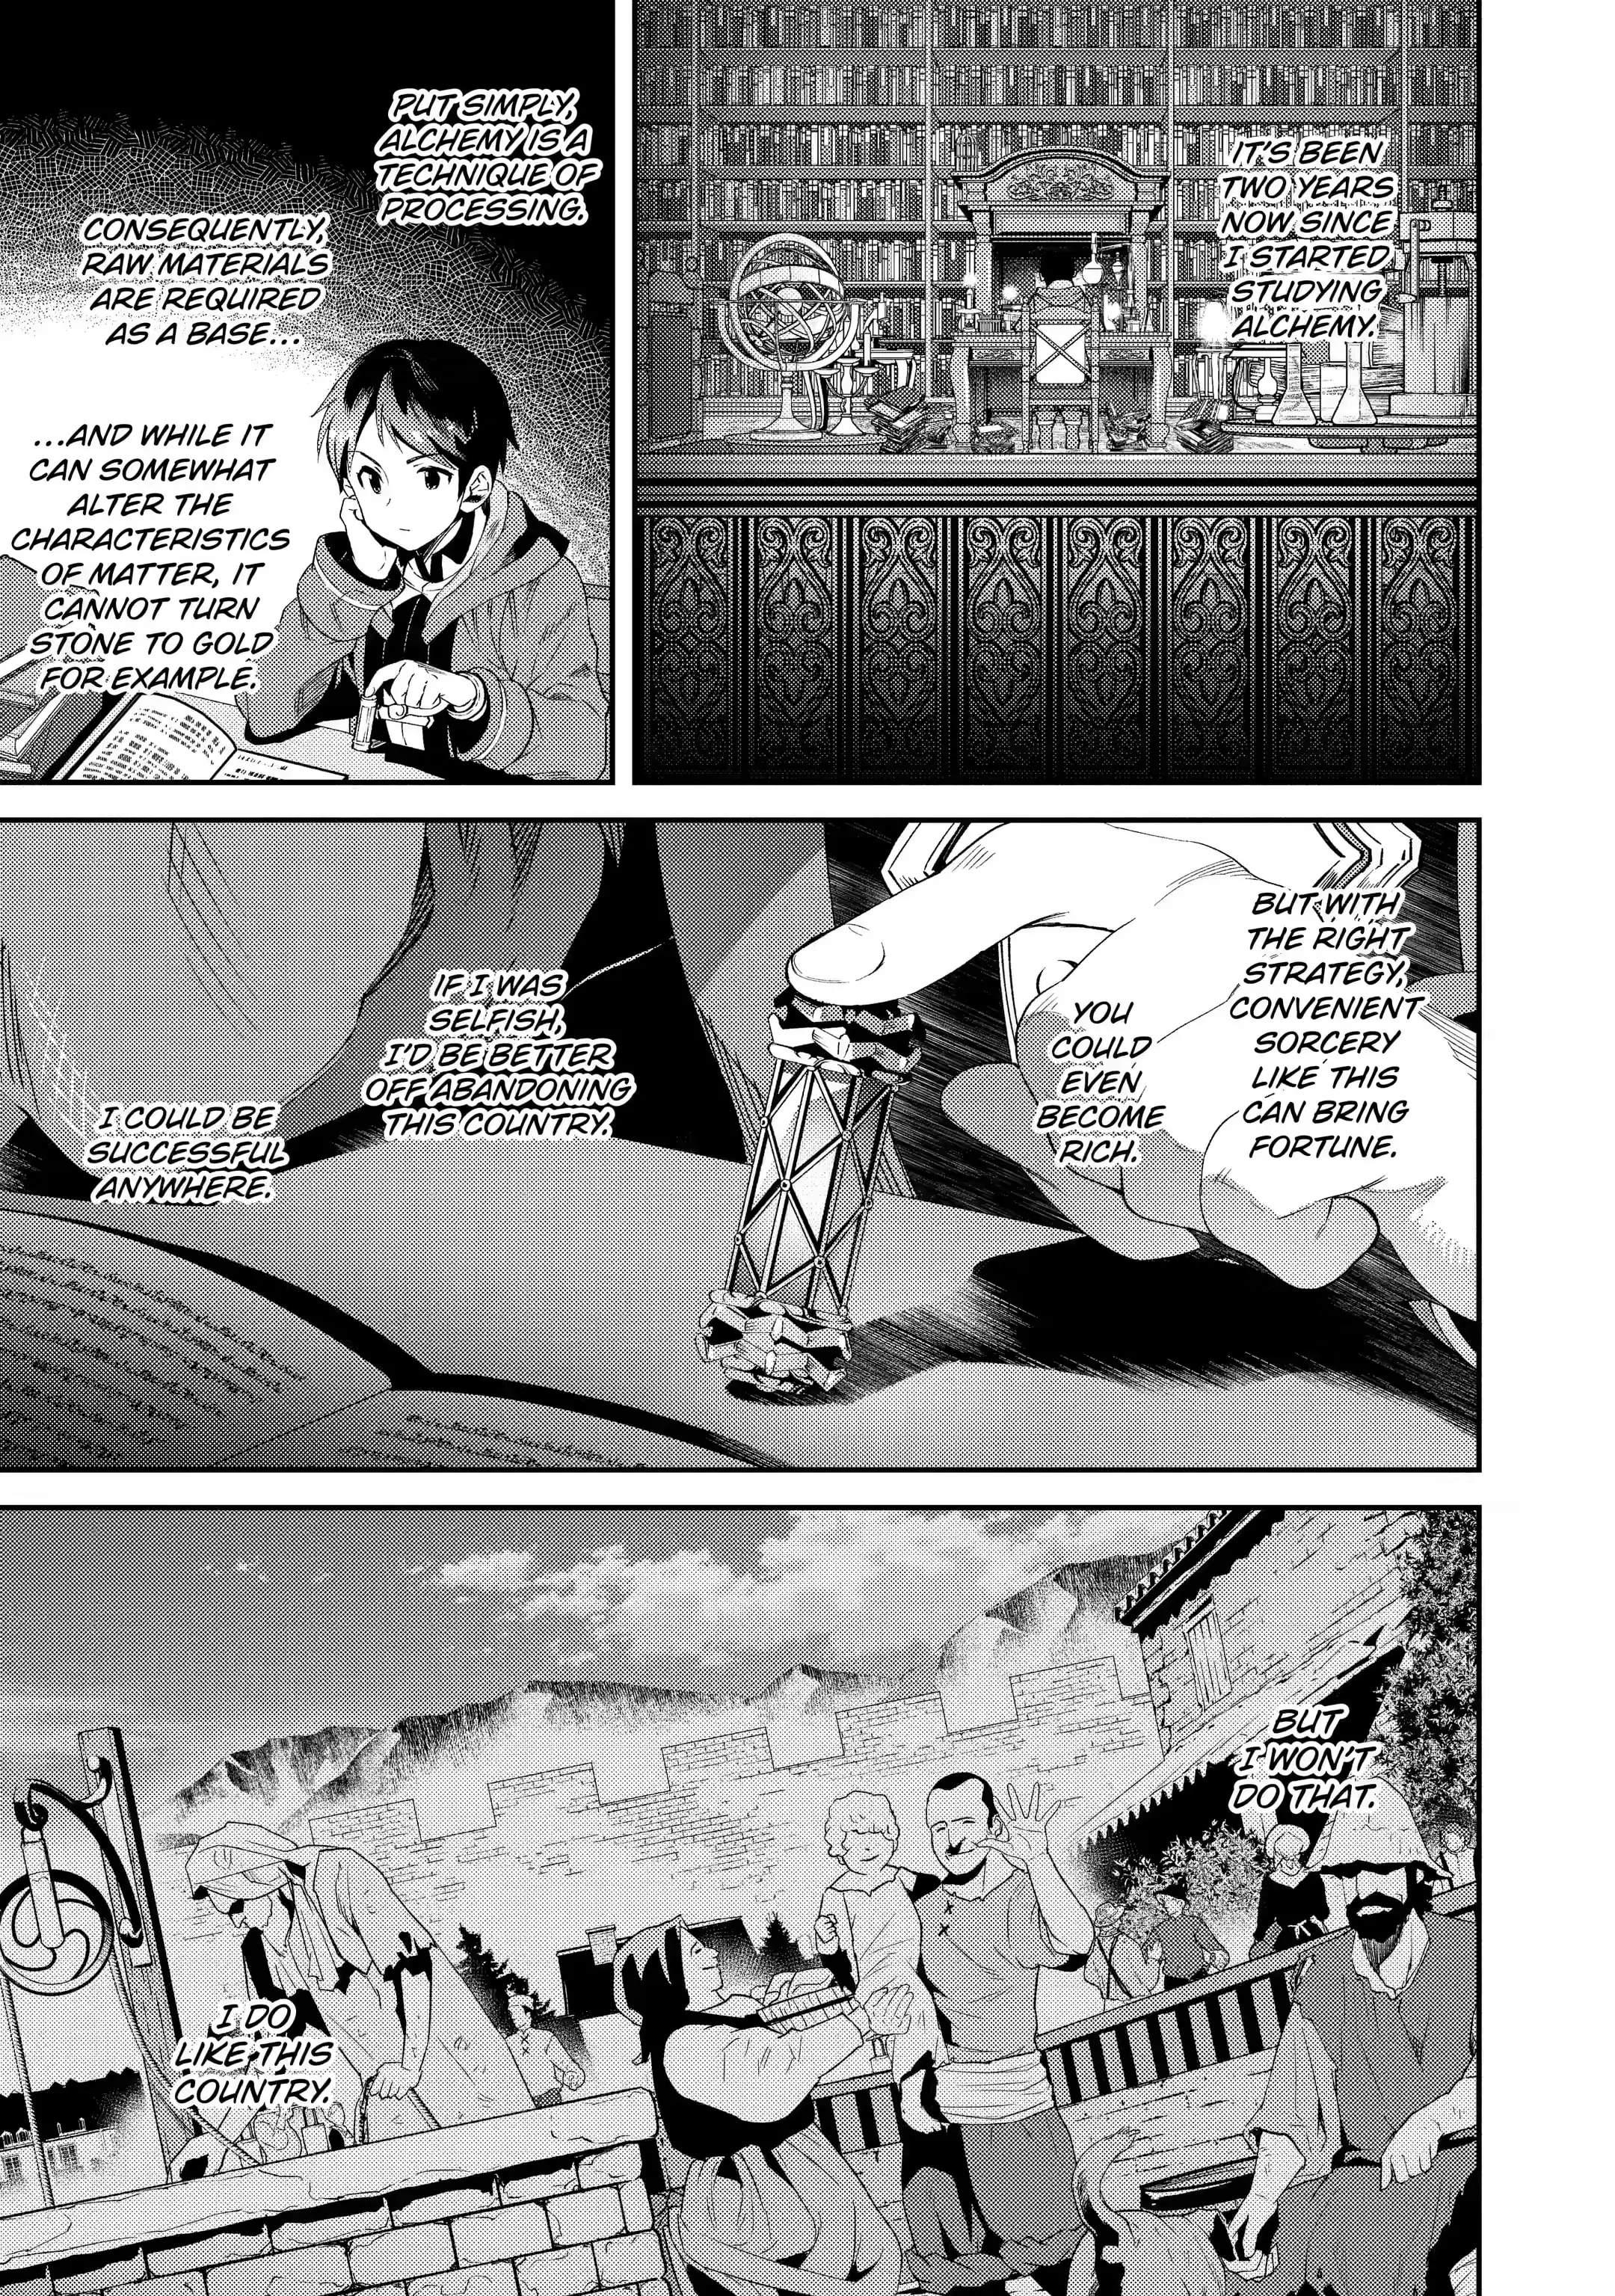 IT'S BEEN
TWO YEARS
NOW SINCE
I STARTED
STUDYING
ALCHEMY.
PUT SIMPLY,
ALCHEMY IS A
TECHNIQUE OF
PROCESSING.
CONSEQUENTLY,
RAW MATERIALS
ARE REQUIRED
AS A BASE...
...AND WHILE IT
CAN SOMEWHAT
ALTER THE
CHARACTERISTICS
OF MATTER, IT
CANNOT TURN
STONE TO GOLD
FOR EXAMPLE.
BUT WITH
THE RIGHT
STRATEGY,
CONVENIENT
SORCERY
LIKE THIS
CAN BRING
FORTUNE.
YOU
COULD
EVEN
BECOME
RICH.
IF I WAS
SELFISH,
I'D BE BETTER
OFF ABANDONING
THIS COUNTRY.
I COULD BE
SUCCESSFUL
ANYWHERE.
BUT
I WON'T
DO THAT.
I DO
LIKE THIS
COUNTRY.